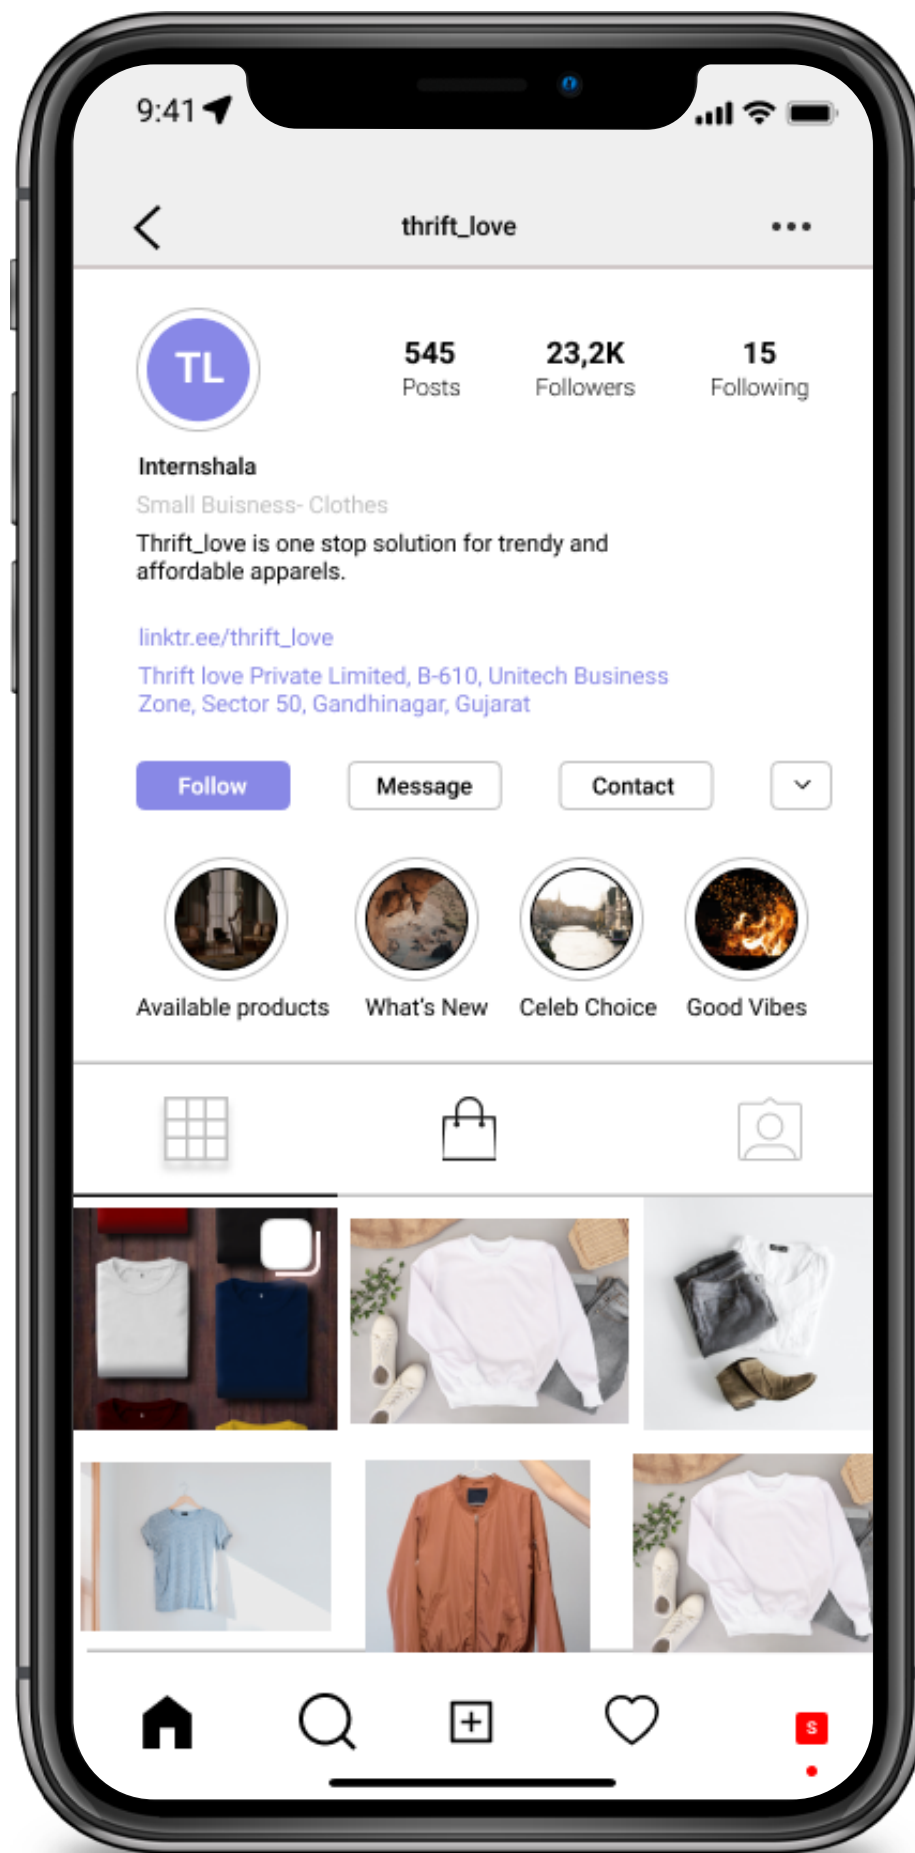 9:41
thrift_love
TL
545
23,2K
15
Posts
Followers
Following
Internshala
Small Buisness- Clothes
Thrift_love is one stop solution for trendy and
affordable apparels.
linktr.ee/thrift_love
Thrift love Private Limited, B-610, Unitech Business
Zone, Sector 50, Gandhinagar, Gujarat
Follow
Message
Contact
Available products
What's New
Celeb Choice
Good Vibes
S